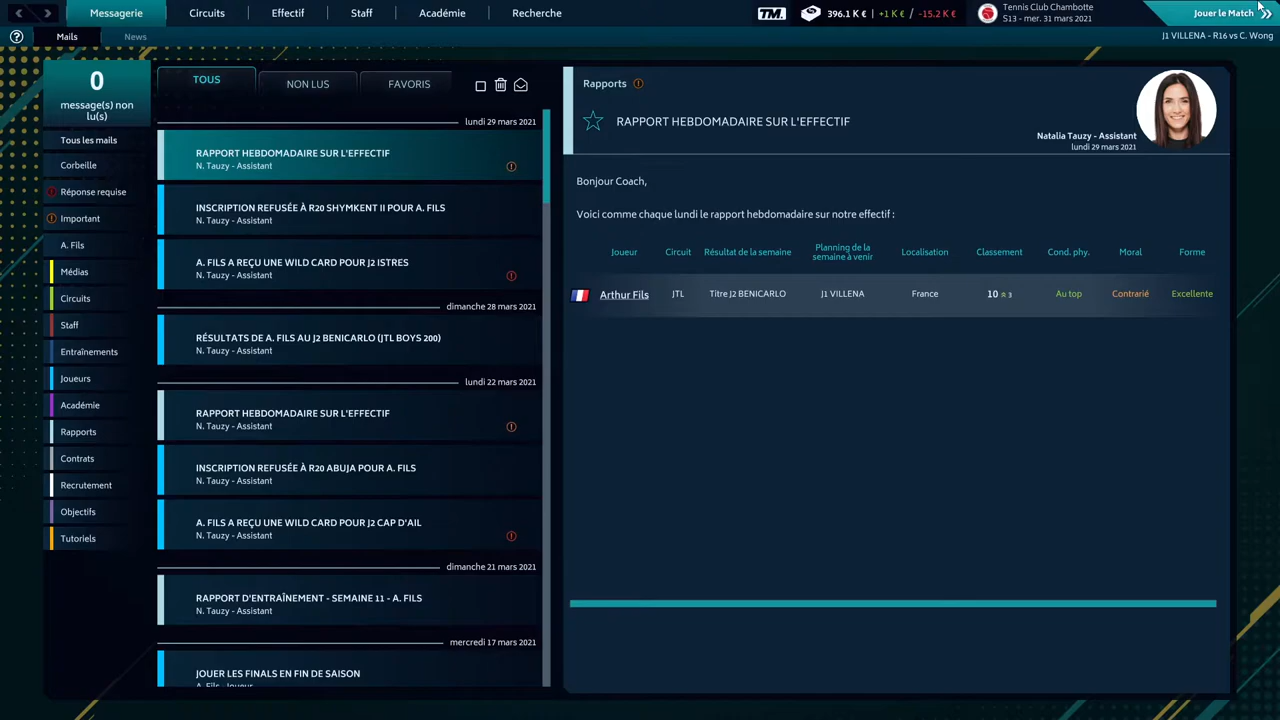 Messagerie
Circuits
Effectif
Staff
Académie
Recherche
TM.
396.1 K € / +1 K € / -15.2 K €
Tennis Club Chambotte
S13 - mer. 31 mars 2021
Jouer le Match
?
Mails
News
J1 VILLENA - R16 vs C. Wong
0
message(s) non
lu(s)
Tous les mails
Corbeille
Réponse requise
Important
A. Fils
Médias
Circuits
Staff
Entraînements
Joueurs
Académie
Rapports
Contrats
Recrutement
Objectifs
Tutoriels
TOUS
NON LUS
FAVORIS
lundi 29 mars 2021
RAPPORT HEBDOMADAIRE SUR L'EFFECTIF
N. Tauzy - Assistant
INSCRIPTION REFUSÉE À R20 SHYMKENT II POUR A. FILS
N. Tauzy - Assistant
A. FILS A REÇU UNE WILD CARD POUR J2 ISTRES
N. Tauzy - Assistant
dimanche 28 mars 2021
RÉSULTATS DE A. FILS AU J2 BENICARLO (JTL BOYS 200)
N. Tauzy - Assistant
lundi 22 mars 2021
RAPPORT HEBDOMADAIRE SUR L'EFFECTIF
N. Tauzy - Assistant
INSCRIPTION REFUSÉE À R20 ABUJA POUR A. FILS
N. Tauzy - Assistant
A. FILS A REÇU UNE WILD CARD POUR J2 CAP D'AIL
N. Tauzy - Assistant
dimanche 21 mars 2021
RAPPORT D'ENTRAÎNEMENT - SEMAINE 11 - A. FILS
N. Tauzy - Assistant
mercredi 17 mars 2021
JOUER LES FINALS EN FIN DE SAISON
A. Fils - Joueur
Rapports
RAPPORT HEBDOMADAIRE SUR L'EFFECTIF
Natalia Tauzy - Assistant
lundi 29 mars 2021
Bonjour Coach,
Voici comme chaque lundi le rapport hebdomadaire sur notre effectif :
Joueur Circuit Résultat de la semaine Planning de la semaine à venir Localisation Classement Cond. phy. Moral Forme
Arthur Fils JTL Titre J2 BENICARLO J1 VILLENA France 10 3 Au top Contrarié Excellente